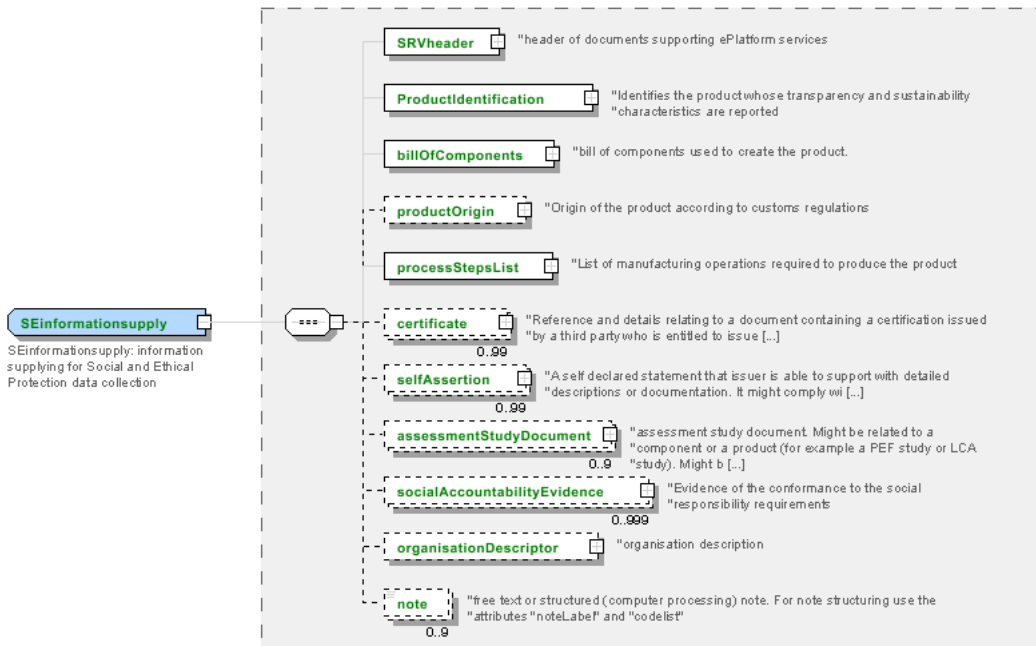 SRVheader
"header of documents supporting ePlatform services
ProductIdentification
"Identifies the product whose transparency and sustainability
"characteristics are reported
billOfComponents
"bill of components used to create the product.
productOrigin
"Origin of the product according to customs regulations
processStepsList
"List of manufacturing operations required to produce the product
SEinformationsupply
SEinformationsupply: information
supplying for Social and Ethical
Protection data collection
certificate
0..99
"Reference and details relating to a document containing a certification issued
"by a third party who is entitled to issue [...]
selfAssertion
0..99
"A self declared statement that issuer is able to support with detailed
"descriptions or documentation. It might comply wi [...]
assessmentStudyDocument
0..9
"assessment study document. Might be related to a
"component or a product (for example a PEF study or LCA
"study). Might b [...]
socialAccountabilityEvidence
0..999
"Evidence of the conformance to the social
"responsibility requirements
organisationDescriptor
"organisation description
note
0..9
"free text or structured (computer processing) note. For note structuring use the
"attributes "noteLabel" and "codelist"